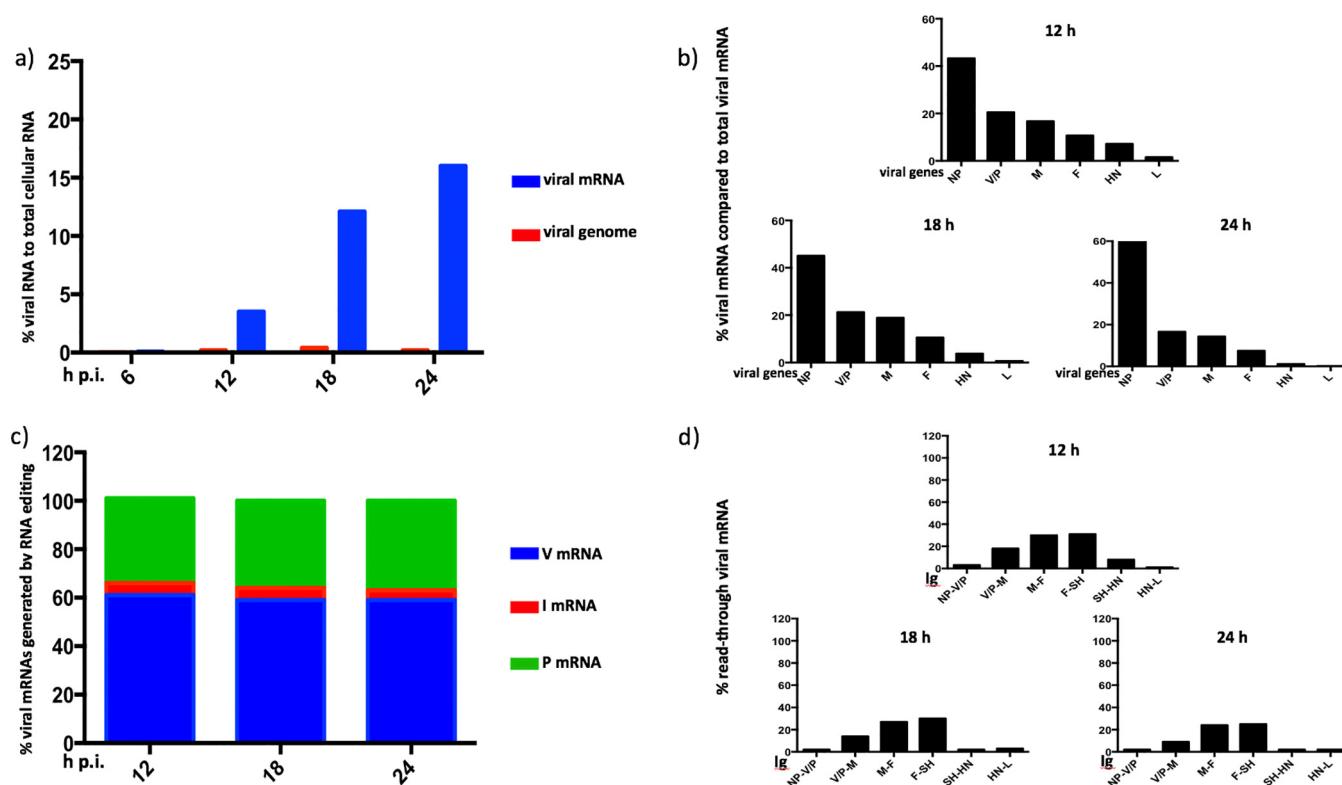 a)
% viral RNA to total cellular RNA
25
20
15
10
5
0
h p.i.
6
12
18
24
viral mRNA
viral genome
b)
% viral mRNA compared to total viral mRNA
12 h
60
40
20
0
viral genes
NP
V/P
M
F
HN
L
18 h
60
40
20
0
viral genes
NP
V/P
M
F
HN
L
24 h
60
40
20
0
NP
V/P
M
F
HN
L
c)
% viral mRNAs generated by RNA editing
120
100
80
60
40
20
0
h p.i.
12
18
24
V mRNA
I mRNA
P mRNA
d)
% read-through viral mRNA
12 h
120
100
80
60
40
20
0
Ig
NP-V/P
V/P-M
M-F
F-SH
SH-HN
HN-L
18 h
120
100
80
60
40
20
0
Ig
NP-V/P
V/P-M
M-F
F-SH
SH-HN
HN-L
24 h
120
100
80
60
40
20
0
Ig
NP-V/P
V/P-M
M-F
F-SH
SH-HN
HN-L